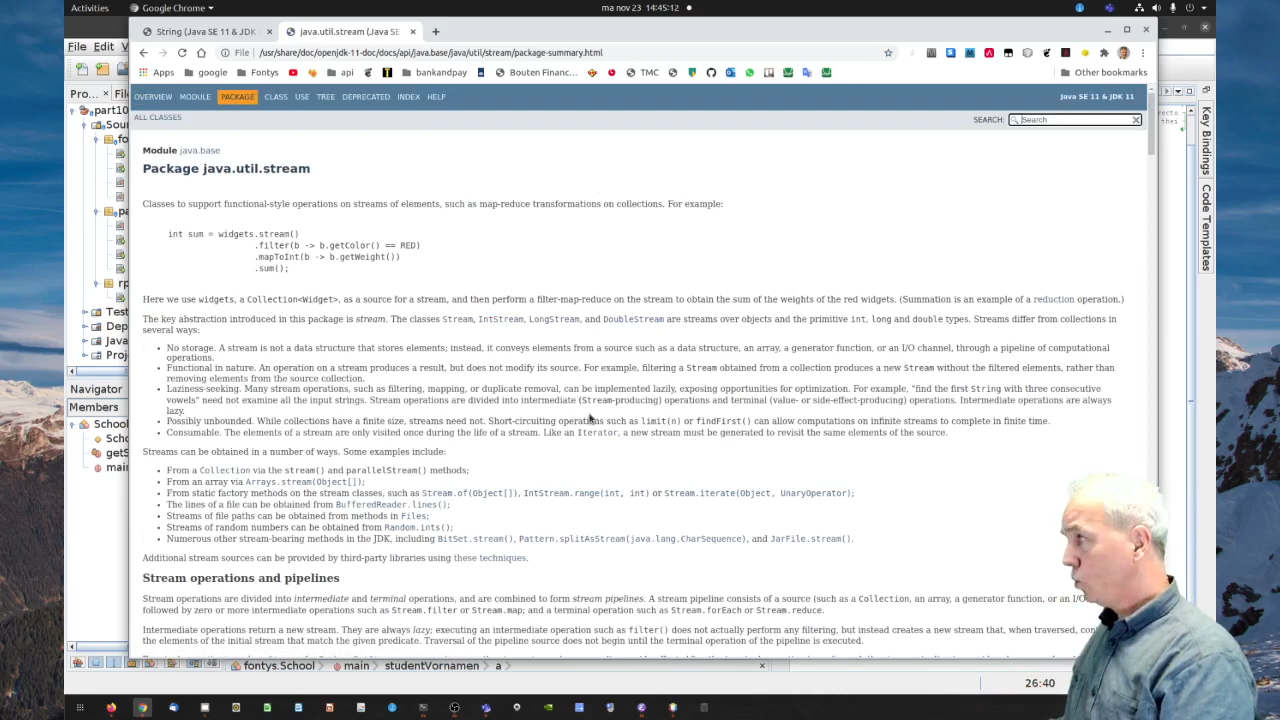 Activities
Google Chrome
ma nov 23 14:45:12
String (Java SE 11 & JDK
java.util.stream (Java SE
File /usr/share/doc/openjdk-11-doc/docs/api/java.base/java/util/stream/package-summary.html
File Edit V
Apps google Fontys api bankandpay Bouten Financ... TMC Other bookmarks
Pro...
OVERVIEW MODULE PACKAGE CLASS USE TREE DEPRECATED INDEX HELP
Java SE 11 & JDK 11
ALL CLASSES
SEARCH: Search
Module java.base
Package java.util.stream
Classes to support functional-style operations on streams of elements, such as map-reduce transformations on collections. For example:
int sum = widgets.stream()
.filter(b -> b.getColor() == RED)
.mapToInt(b -> b.getWeight())
.sum();
Here we use widgets, a Collection<Widget>, as a source for a stream, and then perform a filter-map-reduce on the stream to obtain the sum of the weights of the red widgets. (Summation is an example of a reduction operation.)
The key abstraction introduced in this package is stream. The classes Stream, IntStream, LongStream, and DoubleStream are streams over objects and the primitive int, long and double types. Streams differ from collections in
several ways:
• No storage. A stream is not a data structure that stores elements; instead, it conveys elements from a source such as a data structure, an array, a generator function, or an I/O channel, through a pipeline of computational
operations.
• Functional in nature. An operation on a stream produces a result, but does not modify its source. For example, filtering a Stream obtained from a collection produces a new Stream without the filtered elements, rather than
removing elements from the source collection.
• Laziness-seeking. Many stream operations, such as filtering, mapping, or duplicate removal, can be implemented lazily, exposing opportunities for optimization. For example, "find the first String with three consecutive
vowels" need not examine all the input strings. Stream operations are divided into intermediate (Stream-producing) operations and terminal (value- or side-effect-producing) operations. Intermediate operations are always
lazy.
• Possibly unbounded. While collections have a finite size, streams need not. Short-circuiting operations such as limit(n) or findFirst() can allow computations on infinite streams to complete in finite time.
• Consumable. The elements of a stream are only visited once during the life of a stream. Like an Iterator, a new stream must be generated to revisit the same elements of the source.
Streams can be obtained in a number of ways. Some examples include:
• From a Collection via the stream() and parallelStream() methods;
• From an array via Arrays.stream(Object[]);
• From static factory methods on the stream classes, such as Stream.of(Object[]), IntStream.range(int, int) or Stream.iterate(Object, UnaryOperator);
• The lines of a file can be obtained from BufferedReader.lines();
• Streams of file paths can be obtained from methods in Files;
• Streams of random numbers can be obtained from Random.ints();
• Numerous other stream-bearing methods in the JDK, including BitSet.stream(), Pattern.splitAsStream(java.lang.CharSequence), and JarFile.stream().
Additional stream sources can be provided by third-party libraries using these techniques.
Stream operations and pipelines
Stream operations are divided into intermediate and terminal operations, and are combined to form stream pipelines. A stream pipeline consists of a source (such as a Collection, an array, a generator function, or an I/O
followed by zero or more intermediate operations such as Stream.filter or Stream.map; and a terminal operation such as Stream.forEach or Stream.reduce.
Intermediate operations return a new stream. They are always lazy; executing an intermediate operation such as filter() does not actually perform any filtering, but instead creates a new stream that, when traversed,
the elements of the initial stream that match the given predicate. Traversal of the pipeline source does not begin until the terminal operation of the pipeline is executed.
part10
Sour
fo
pa
rp
Test
Depe
Java
Proje
Navigator
Members
School
Scho
getS
main
Key Bindings
Code Templates
fontys.School main studentVornamen a
26:40